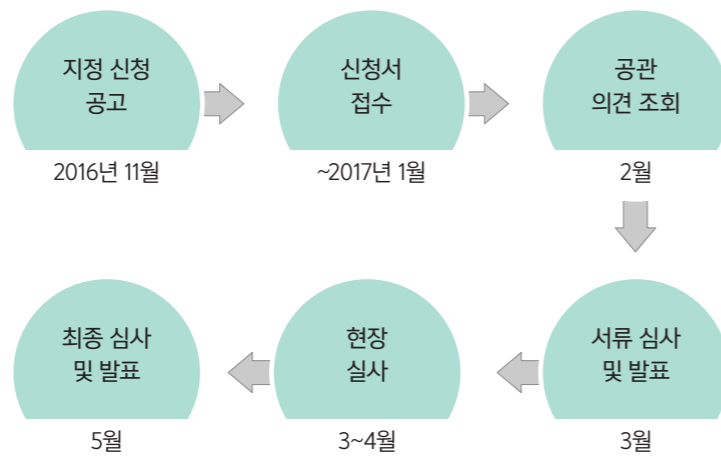 지정 신청
공고
2016년 11월
신청서
접수
~2017년 1월
공관
의견 조회
2월
서류 심사
및 발표
3월
현장
실사
3~4월
최종 심사
및 발표
5월